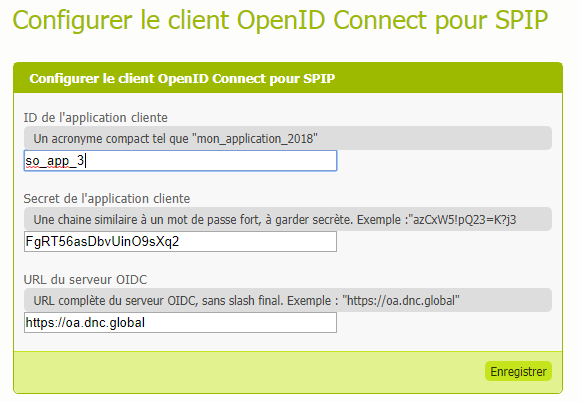 Configurer le client OpenID Connect pour SPIP
Configurer le client OpenID Connect pour SPIP
ID de l'application cliente
Un acronyme compact tel que "mon_application_2018"
so_app_3
Secret de l'application cliente
Une chaine similaire à un mot de passe fort, à garder secrète. Exemple :"azCxW5!pQ23=K?j3
FgRT56asDbvUinO9sXq2
URL du serveur OIDC
URL complète du serveur OIDC, sans slash final. Exemple : "https://oa.dnc.global"
https://oa.dnc.global
Enregistrer